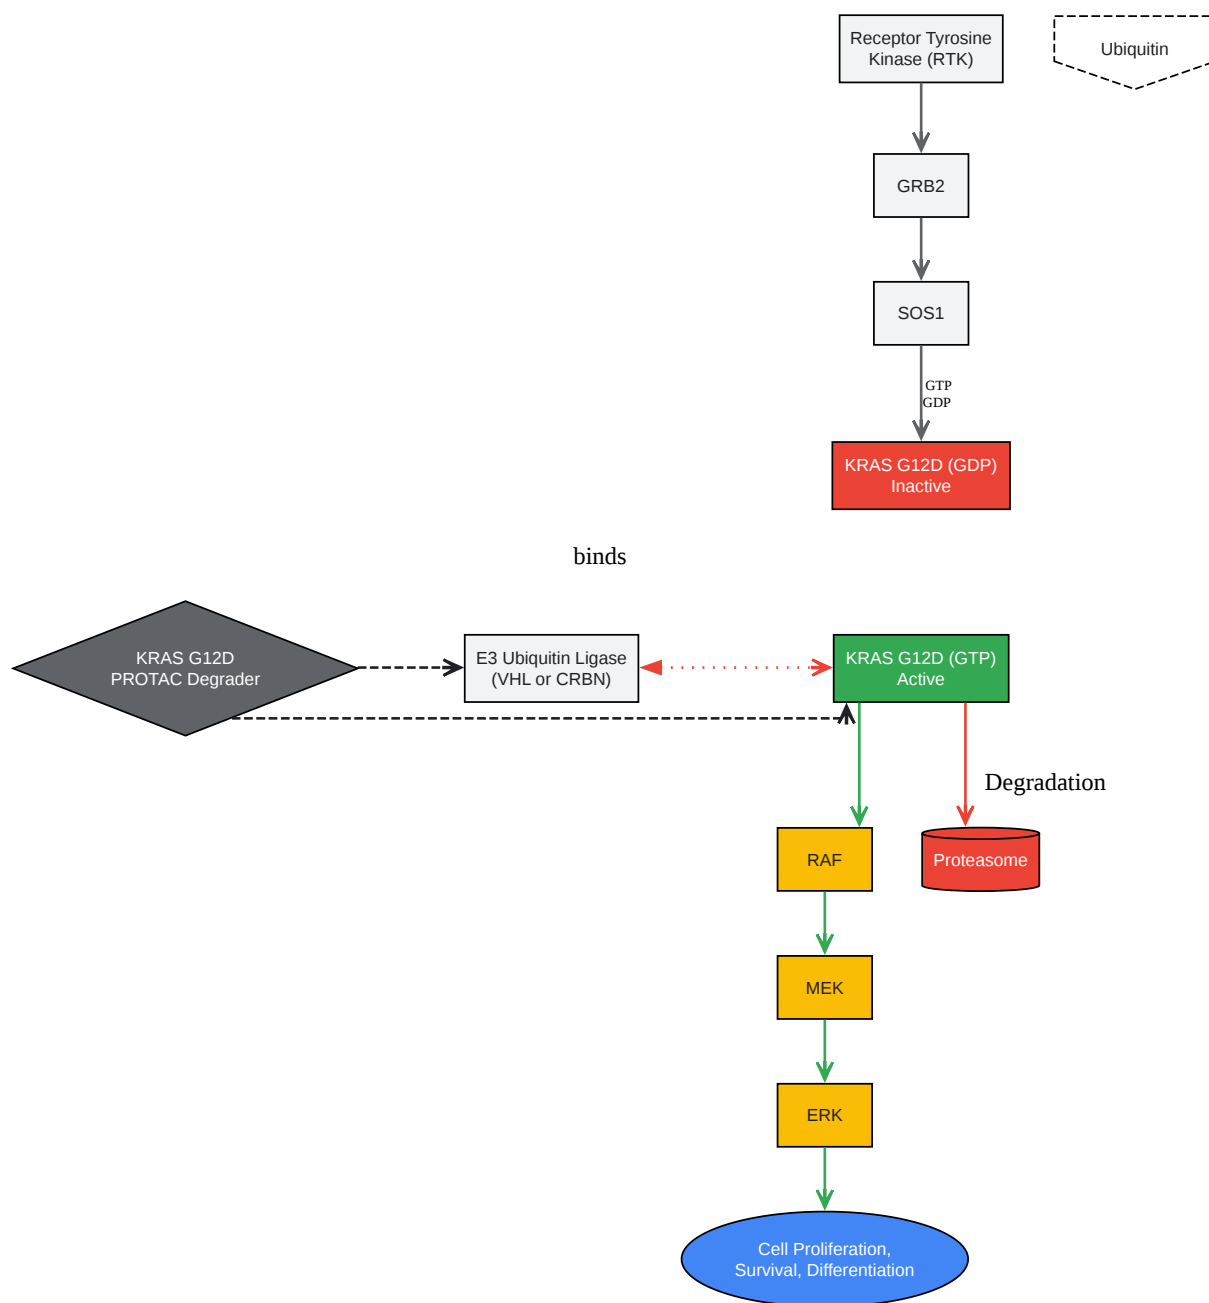 Receptor Tyrosine
Kinase (RTK)
Ubiquitin
GRB2
SOS1
GTP
GDP
KRAS G12D (GDP)
Inactive
binds
KRAS G12D
PROTAC Degrader
E3 Ubiquitin Ligase
(VHL or CRBN)
KRAS G12D (GTP)
Active
Degradation
RAF
Proteasome
MEK
ERK
Cell Proliferation,
Survival, Differentiation